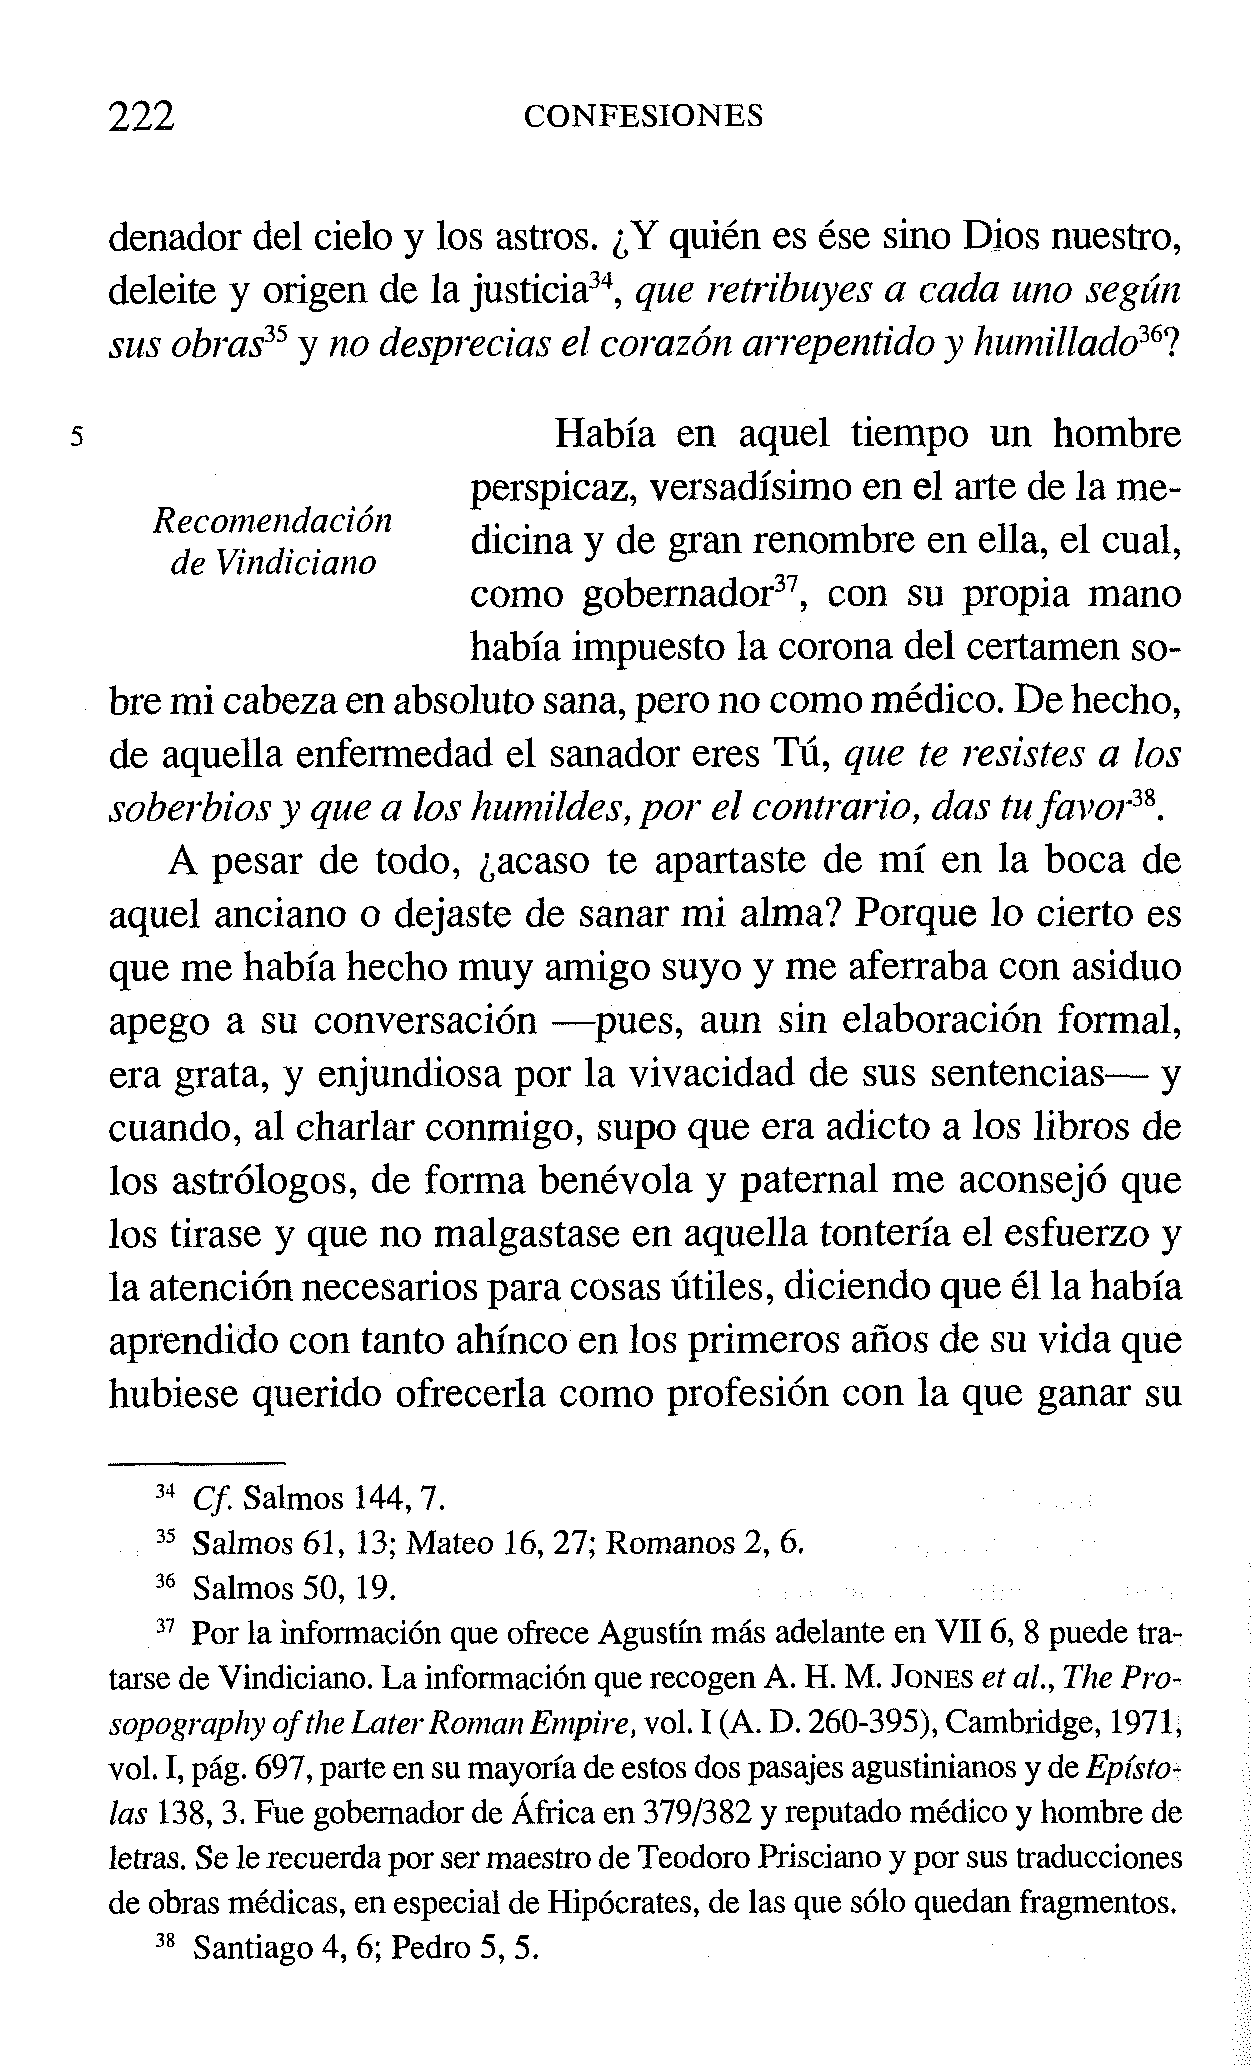 222 CONFESIONES
denador del cielo y los astros. ¿Y quién es ése sino Dios nuestro,
deleite y origen de la justicia³⁴, que retribuyes a cada uno según
sus obras³⁵ y no desprecias el corazón arrepentido y humillado³⁶?
5
Recomendación
de Vindiciano
Había en aquel tiempo un hombre
perspicaz, versadísimo en el arte de la me-
dicina y de gran renombre en ella, el cual,
como gobernador³⁷, con su propia mano
había impuesto la corona del certamen so-
bre mi cabeza en absoluto sana, pero no como médico. De hecho,
de aquella enfermedad el sanador eres Tú, que te resistes a los
soberbios y que a los humildes, por el contrario, das tu favor³⁸.
A pesar de todo, ¿acaso te apartaste de mí en la boca de
aquel anciano o dejaste de sanar mi alma? Porque lo cierto es
que me había hecho muy amigo suyo y me aferraba con asiduo
apego a su conversación —pues, aun sin elaboración formal,
era grata, y enjundiosa por la vivacidad de sus sentencias— y
cuando, al charlar conmigo, supo que era adicto a los libros de
los astrólogos, de forma benévola y paternal me aconsejó que
los tirase y que no malgastase en aquella tontería el esfuerzo y
la atención necesarios para cosas útiles, diciendo que él la había
aprendido con tanto ahínco en los primeros años de su vida que
hubiese querido ofrecerla como profesión con la que ganar su
³⁴ Cf. Salmos 144, 7.
³⁵ Salmos 61, 13; Mateo 16, 27; Romanos 2, 6.
³⁶ Salmos 50, 19.
³⁷ Por la información que ofrece Agustín más adelante en VII 6, 8 puede tra-
tarse de Vindiciano. La información que recogen A. H. M. JONES et al., The Pro-
sopography of the Later Roman Empire, vol. I (A. D. 260-395), Cambridge, 1971,
vol. I, pág. 697, parte en su mayoría de estos dos pasajes agustinianos y de Epísto-
las 138, 3. Fue gobernador de África en 379/382 y reputado médico y hombre de
letras. Se le recuerda por ser maestro de Teodoro Prisciano y por sus traducciones
de obras médicas, en especial de Hipócrates, de las que sólo quedan fragmentos.
³⁸ Santiago 4, 6; Pedro 5, 5.